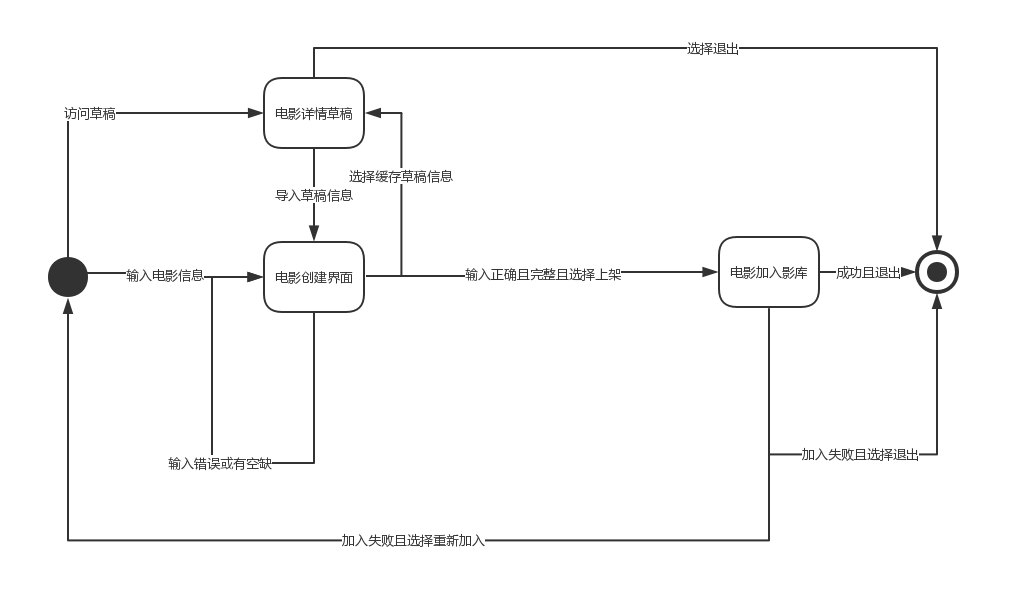 选择退出
访问草稿
电影详情草稿
选择缓存草稿信息
导入草稿信息
输入电影信息
电影创建界面
输入正确且完整且选择上架
电影加入影库
成功且退出
输入错误或有空缺
加入失败且选择退出
加入失败且选择重新加入